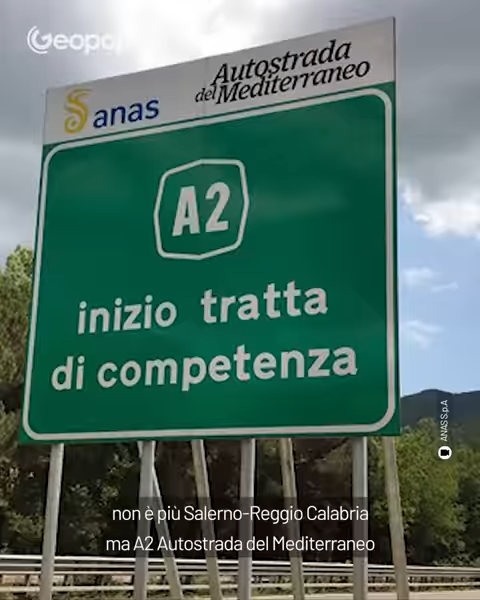 Geopop
anas
Autostrada
del Mediterraneo
A2
inizio tratta
di competenza
ANAS S.p.A
non è più Salerno-Reggio Calabria
ma A2 Autostrada del Mediterraneo